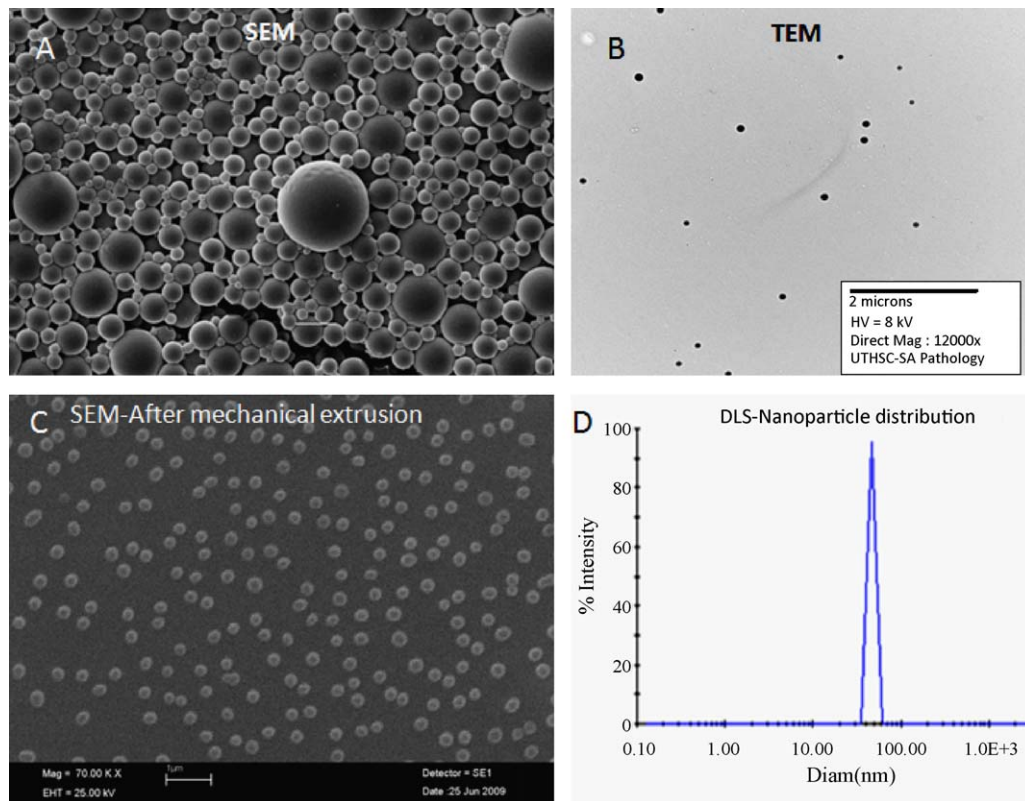 A
SEM
B
TEM
2 microns
HV = 8 kV
Direct Mag : 12000x
UTHSC-SA Pathology
C
SEM-After mechanical extrusion
Mag = 70.00 K X
EHT = 25.00 kV
1µm
Detector = SE1
Date :25 Jun 2009
D
DLS-Nanoparticle distribution
% Intensity
100
80
60
40
20
0
0.10 1.00 10.00 100.00 1.0E+3
Diam(nm)